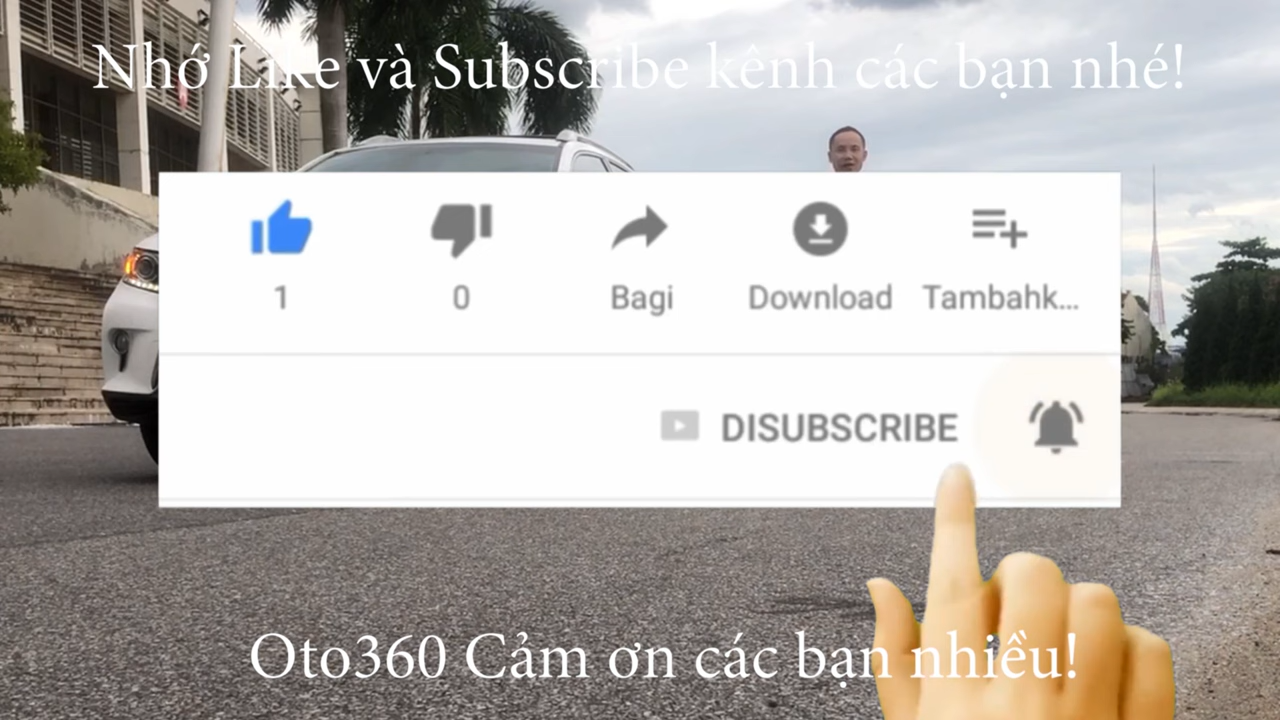 Nhớ Like và Subscribe kênh các bạn nhé!
1
0
Bagi
Download
Tambahk...
DISUBSCRIBE
Oto360 Cảm ơn các bạn nhiều!